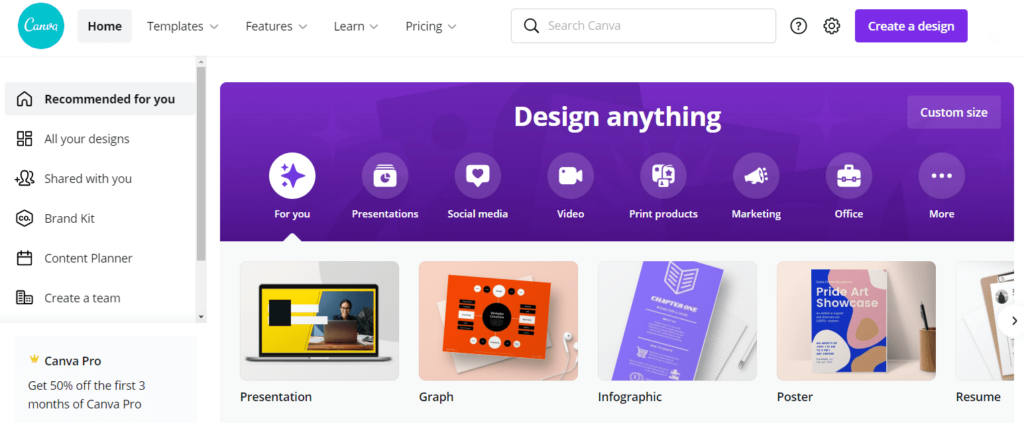 Canva
Home
Templates
Features
Learn
Pricing
Search Canva
Create a design
Recommended for you
All your designs
Shared with you
Brand Kit
CO.
Content Planner
Create a team
Canva Pro
Get 50% off the first 3
months of Canva Pro
Design anything
Custom size
For you
Presentations
Social media
Video
Print products
Marketing
Office
More
CHAPTER ONE
Pride Art
Showcase
Presentation
Graph
Infographic
Poster
Resume